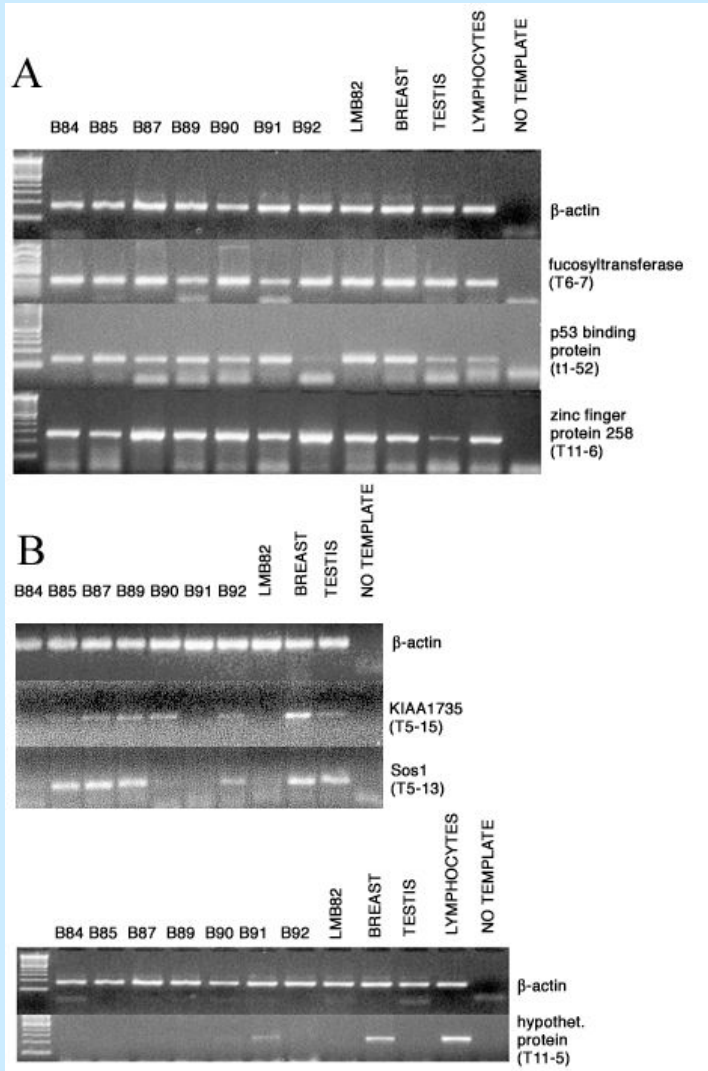 A
B84 B85 B87 B89 B90 B91 B92 LMB82 BREAST TESTIS LYMPHOCYTES NO TEMPLATE
β-actin
fucosyltransferase
(T6-7)
p53 binding
protein
(t1-52)
zinc finger
protein 258
(T11-6)
B
B84 B85 B87 B89 B90 B91 B92 LMB82 BREAST TESTIS NO TEMPLATE
β-actin
KIAA1735
(T5-15)
Sos1
(T5-13)
B84 B85 B87 B89 B90 B91 B92 LMB82 BREAST TESTIS LYMPHOCYTES NO TEMPLATE
β-actin
hypothet.
protein
(T11-5)